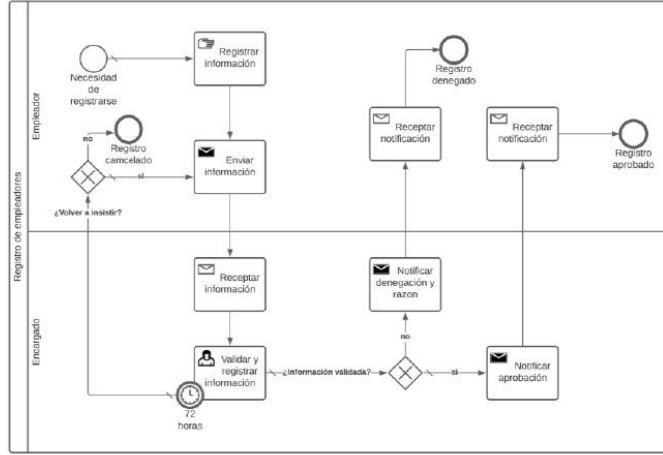 Registro de empleadores
Empleador
Encargado
Necesidad
de
registrarse
Registrar
información
no
Registro
camcelado
si
¿Volver a insistir?
Enviar
información
Receptar
notificación
Registro
denegado
Receptar
notificación
Registro
aprobado
Receptar
información
Validar y
registrar
información
72
horas
¿Información validada?
Notificar
denegación y
razon
no
si
Notificar
aprobación